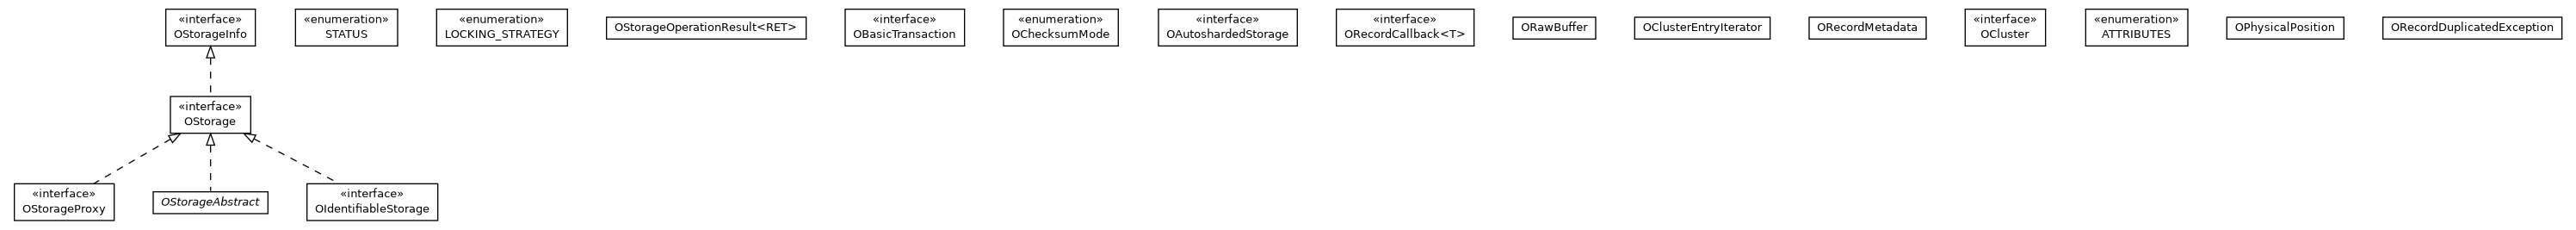 «interface»
OStorageInfo
«enumeration»
STATUS
«enumeration»
LOCKING_STRATEGY
OStorageOperationResult<RET>
«interface»
OBasicTransaction
«enumeration»
OChecksumMode
«interface»
OAutoshardedStorage
«interface»
ORecordCallback<T>
ORawBuffer
OClusterEntryIterator
ORecordMetadata
«interface»
OCluster
«enumeration»
ATTRIBUTES
OPhysicalPosition
ORecordDuplicatedException
«interface»
OStorage
«interface»
OStorageProxy
OStorageAbstract
«interface»
OIdentifiableStorage